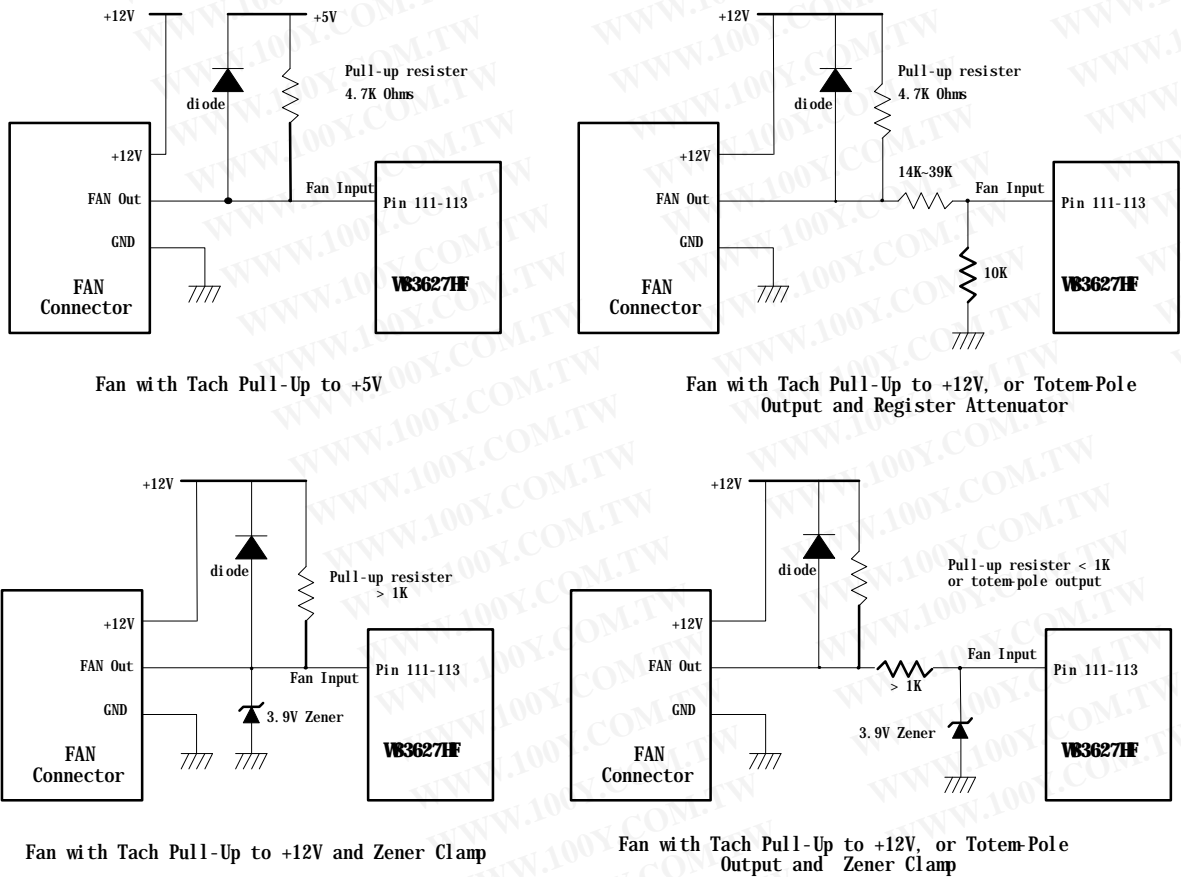 +12V
+5V
diode
Pull-up resister
4.7K Ohms
+12V
FAN Out
GND
FAN
Connector
Fan Input
Pin 111-113
W83627HF
Fan with Tach Pull-Up to +5V
+12V
diode
Pull-up resister
4.7K Ohms
+12V
FAN Out
GND
FAN
Connector
14K~39K
Fan Input
10K
Pin 111-113
W83627HF
Fan with Tach Pull-Up to +12V, or Totem-Pole
Output and Register Attenuator
+12V
diode
Pull-up resister
> 1K
+12V
FAN Out
GND
FAN
Connector
Fan Input
3.9V Zener
Pin 111-113
W83627HF
Fan with Tach Pull-Up to +12V and Zener Clamp
+12V
diode
Pull-up resister < 1K
or totem-pole output
+12V
FAN Out
GND
FAN
Connector
> 1K
Fan Input
3.9V Zener
Pin 111-113
W83627HF
Fan with Tach Pull-Up to +12V, or Totem-Pole
Output and Zener Clamp
WWW.100Y.COM.TW